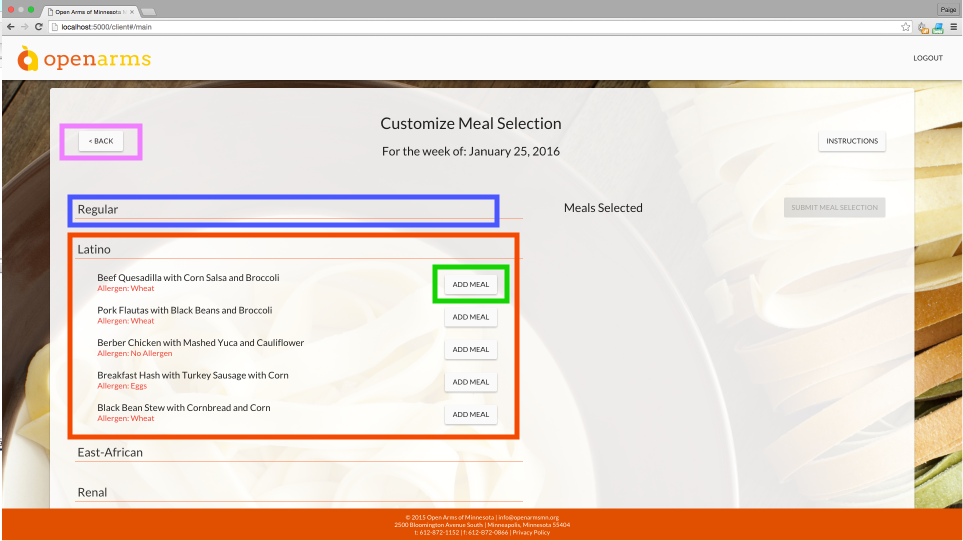 Open Arms of Minnesota
Paige
localhost:5000/client#/main
openarms
LOGOUT
< BACK
Customize Meal Selection
For the week of: January 25, 2016
INSTRUCTIONS
Regular
Meals Selected
SUBMIT MEAL SELECTION
Latino
Beef Quesadilla with Corn Salsa and Broccoli
Allergen: Wheat
ADD MEAL
Pork Flautas with Black Beans and Broccoli
Allergen: Wheat
ADD MEAL
Berber Chicken with Mashed Yuca and Cauliflower
Allergen: No Allergen
ADD MEAL
Breakfast Hash with Turkey Sausage with Corn
Allergen: Eggs
ADD MEAL
Black Bean Stew with Cornbread and Corn
Allergen: Wheat
ADD MEAL
East-African
Renal
© 2015 Open Arms of Minnesota | info@openarmsmn.org
2500 Bloomington Avenue South | Minneapolis, Minnesota 55404
t: 612-872-1152 | f: 612-872-0866 | Privacy Policy